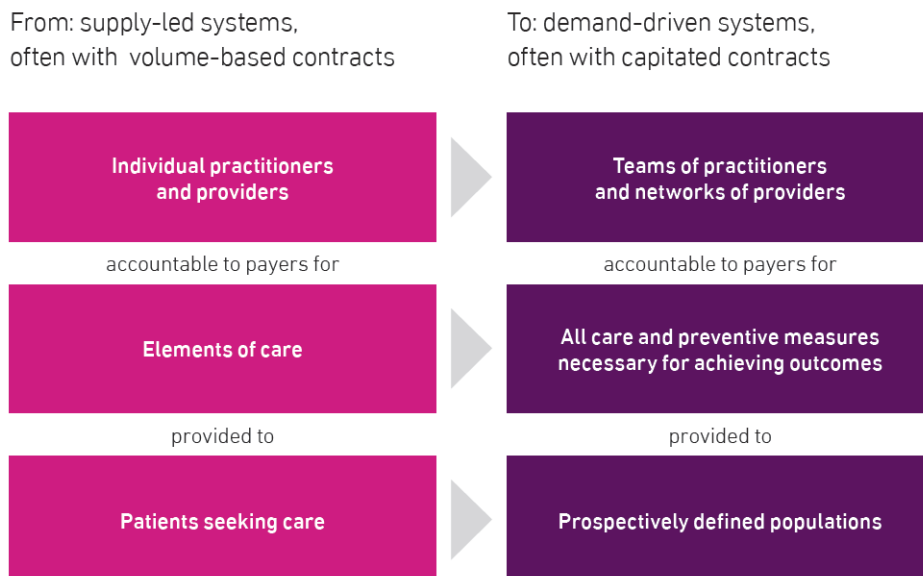 From: supply-led systems,
often with volume-based contracts
To: demand-driven systems,
often with capitated contracts
Individual practitioners
and providers
Teams of practitioners
and networks of providers
accountable to payers for
accountable to payers for
Elements of care
All care and preventive measures
necessary for achieving outcomes
provided to
provided to
Patients seeking care
Prospectively defined populations